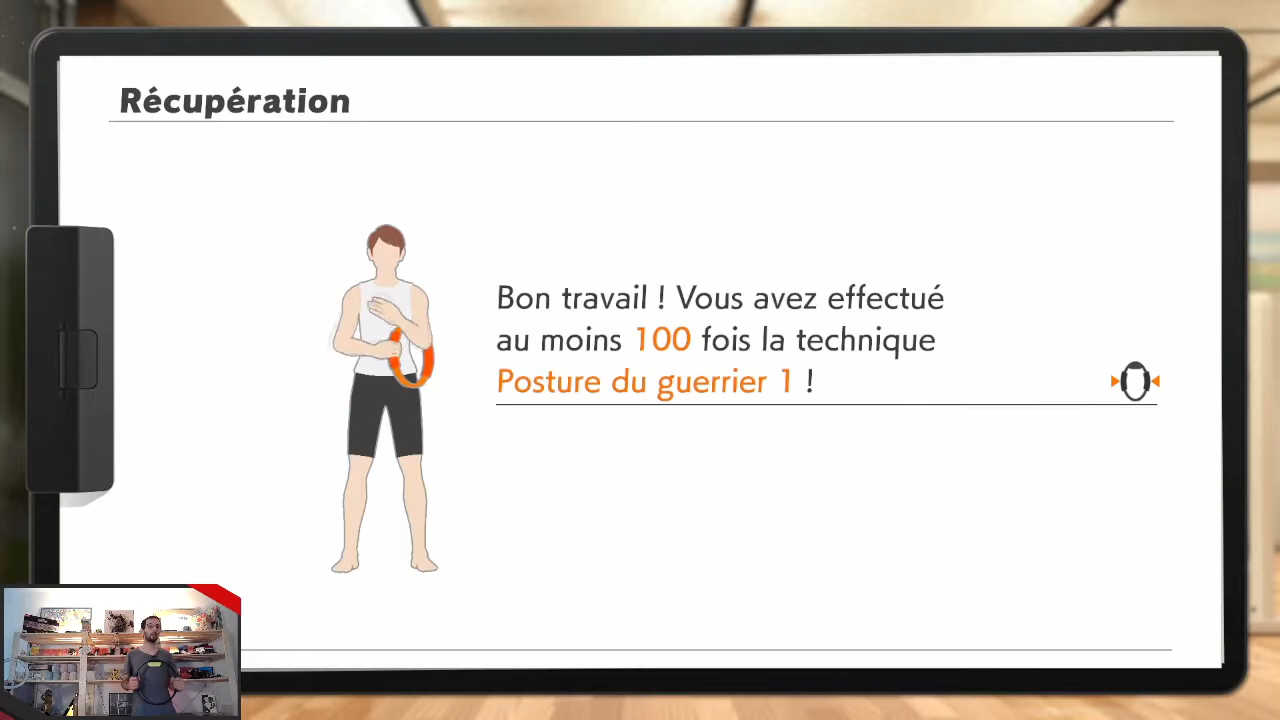 Récupération
Bon travail ! Vous avez effectué
au moins 100 fois la technique
Posture du guerrier 1 !